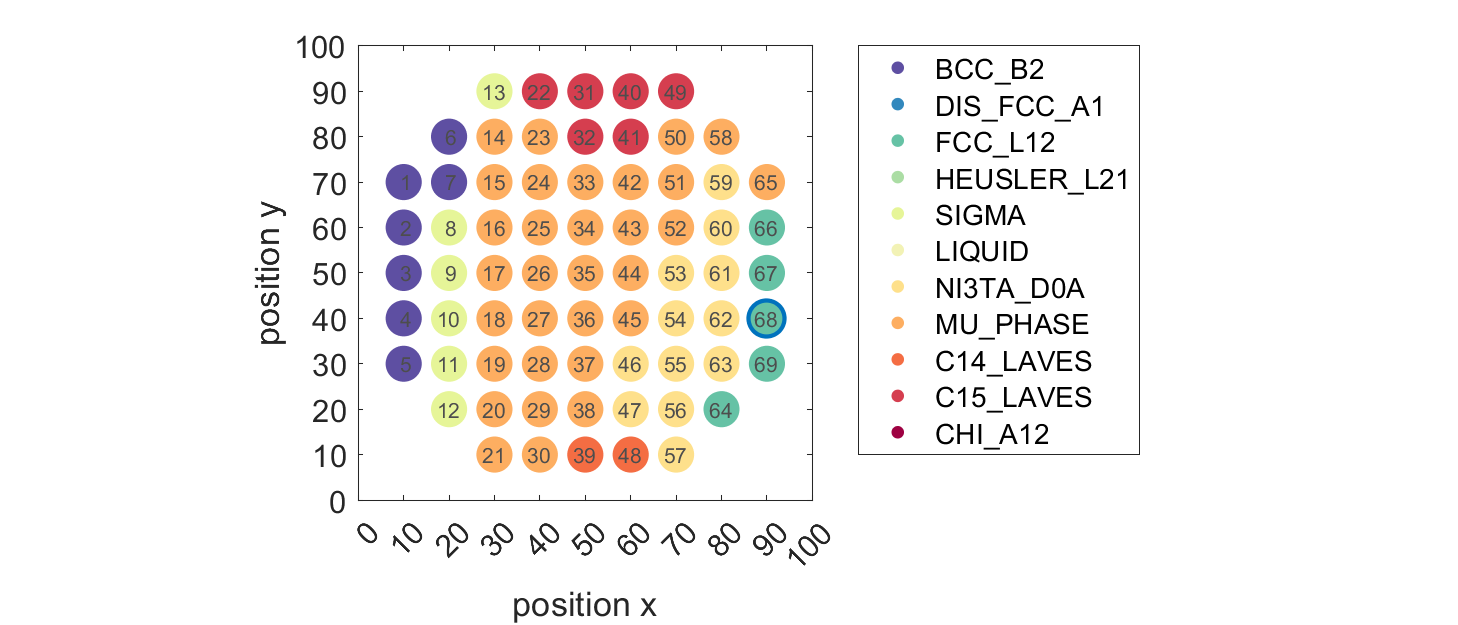 100
90 13 22 31 40 49
80 6 14 23 32 41 50 58
70 1 7 15 24 33 42 51 59 65
60 2 8 16 25 34 43 52 60 66
50 3 9 17 26 35 44 53 61 67
40 4 10 18 27 36 45 54 62 68
30 5 11 19 28 37 46 55 63 69
20 12 20 29 38 47 56 64
10 21 30 39 48 57
0
0 10 20 30 40 50 60 70 80 90 100
position x
position y
BCC_B2
DIS_FCC_A1
FCC_L12
HEUSLER_L21
SIGMA
LIQUID
NI3TA_D0A
MU_PHASE
C14_LAVES
C15_LAVES
CHI_A12